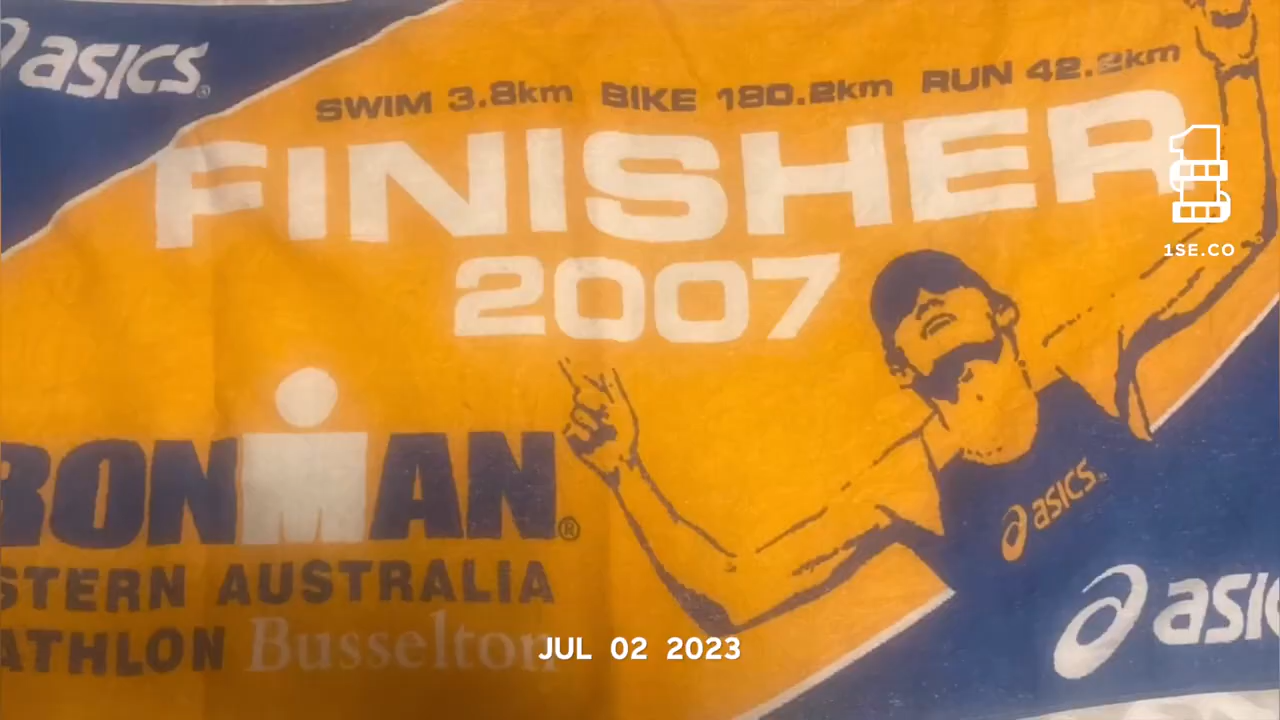 asics®
SWIM 3.8km BIKE 180.2km RUN 42.2km
FINISHER
2007
1SE.CO
RONMAN®
STERN AUSTRALIA
ATHLON Busselton
asics
asic
JUL 02 2023